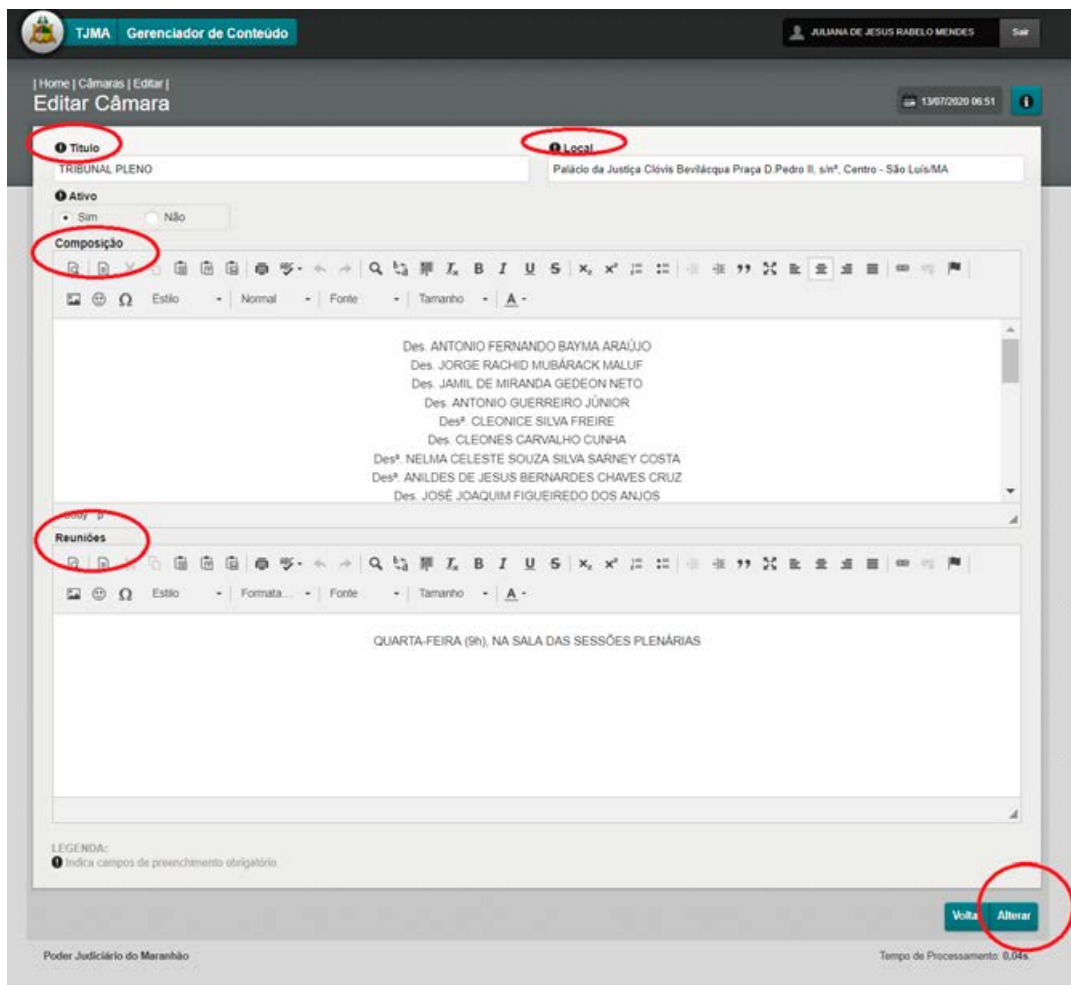 TJMA Gerenciador de Conteúdo
JULIANA DE JESUS RABELO MENDES Sair
| Home | Câmaras | Editar |
Editar Câmara
13/07/2020 06:51
Título
Local
TRIBUNAL PLENO
Palácio da Justiça Clóvis Bevilácqua Praça D.Pedro II, s/nº, Centro - São Luís/MA
Ativo
Sim Não
Composição
Estilo Normal Fonte Tamanho A
Des. ANTONIO FERNANDO BAYMA ARAÚJO
Des. JORGE RACHID MUBÁRACK MALUF
Des. JAMIL DE MIRANDA GEDEON NETO
Des. ANTONIO GUERREIRO JÚNIOR
Desª. CLEONICE SILVA FREIRE
Des. CLEONES CARVALHO CUNHA
Desª. NELMA CELESTE SOUZA SILVA SARNEY COSTA
Desª. ANILDES DE JESUS BERNARDES CHAVES CRUZ
Des. JOSÉ JOAQUIM FIGUEIREDO DOS ANJOS
body p
Reuniões
Estilo Formata... Fonte Tamanho A
QUARTA-FEIRA (9h), NA SALA DAS SESSÕES PLENÁRIAS
LEGENDA:
Indica campos de preenchimento obrigatório
Voltar Alterar
Poder Judiciário do Maranhão
Tempo de Processamento: 0,04s.